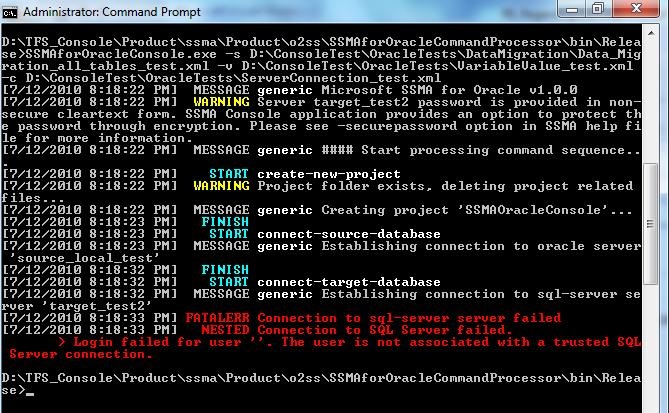 Administrator: Command Prompt
D:\TFS_Console\Product\ssma\Product\o2ss\SSMAforOracleCommandProcessor\bin\Relea
se>SSMAforOracleConsole.exe -s D:\ConsoleTest\OracleTests\DataMigration\Data_Mig
ration_all_tables_test.xml -v D:\ConsoleTest\OracleTests\VariableValue_test.xml
-c D:\ConsoleTest\OracleTests\ServerConnection_test.xml
[7/12/2010 8:18:22 PM] MESSAGE generic Microsoft SSMA for Oracle v1.0.0
[7/12/2010 8:18:22 PM] WARNING Server target_test2 password is provided in non-
secure cleartext form. SSMA Console application provides an option to protect th
e password through encryption. Please see -securepassword option in SSMA help fi
le for more information.
[7/12/2010 8:18:22 PM] MESSAGE generic #### Start processing command sequence..
.
[7/12/2010 8:18:22 PM] START create-new-project
[7/12/2010 8:18:22 PM] WARNING Project folder exists, deleting project related
files...
[7/12/2010 8:18:22 PM] MESSAGE generic Creating project 'SSMAOracleConsole'...
[7/12/2010 8:18:23 PM] FINISH
[7/12/2010 8:18:23 PM] START connect-source-database
[7/12/2010 8:18:23 PM] MESSAGE generic Establishing connection to oracle server
'source_local_test'
[7/12/2010 8:18:32 PM] FINISH
[7/12/2010 8:18:32 PM] START connect-target-database
[7/12/2010 8:18:32 PM] MESSAGE generic Establishing connection to sql-server se
rver 'target_test2'
[7/12/2010 8:18:33 PM] FATALERR Connection to sql-server server failed
[7/12/2010 8:18:33 PM] NESTED Connection to SQL Server failed.
> Login failed for user ''. The user is not associated with a trusted SQL
Server connection.
D:\TFS_Console\Product\ssma\Product\o2ss\SSMAforOracleCommandProcessor\bin\Relea
se>_